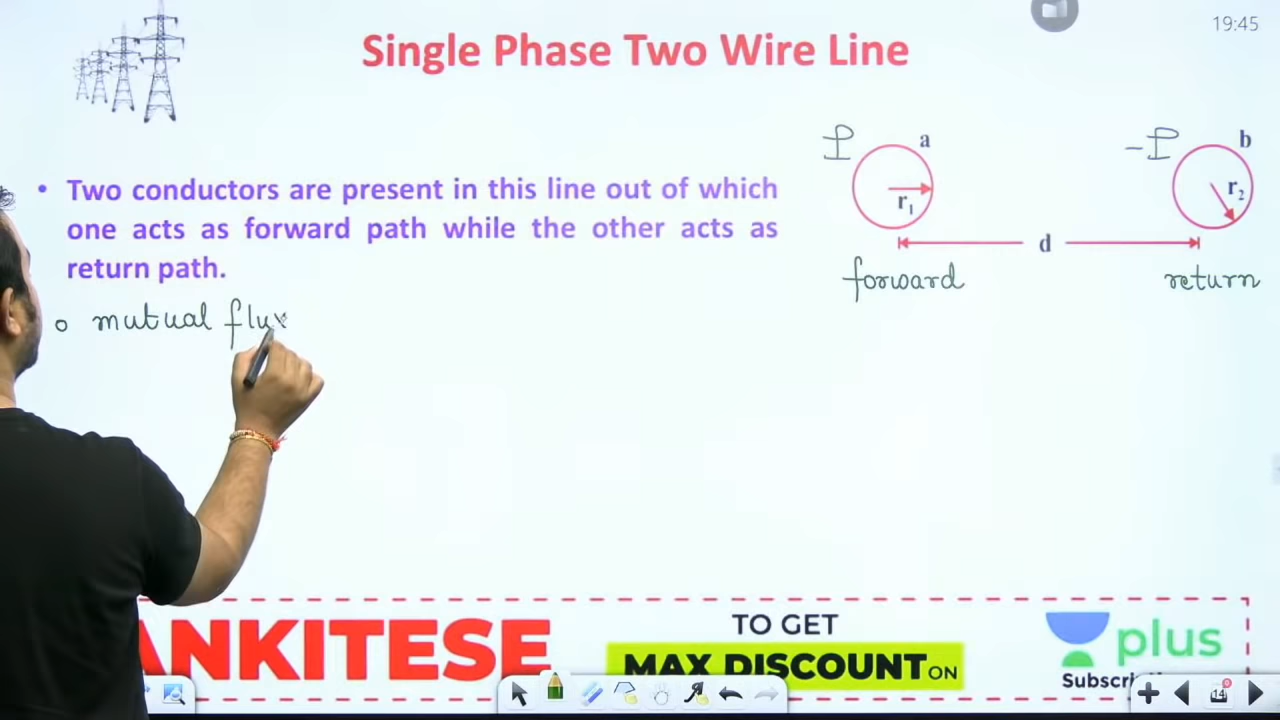 19:45
Single Phase Two Wire Line
• Two conductors are present in this line out of which
one acts as forward path while the other acts as
return path.
o mutual flux
I a
r₁
-I b
r₂
d
forward return
ANKITESE
TO GET
MAX DISCOUNT ON
plus
14